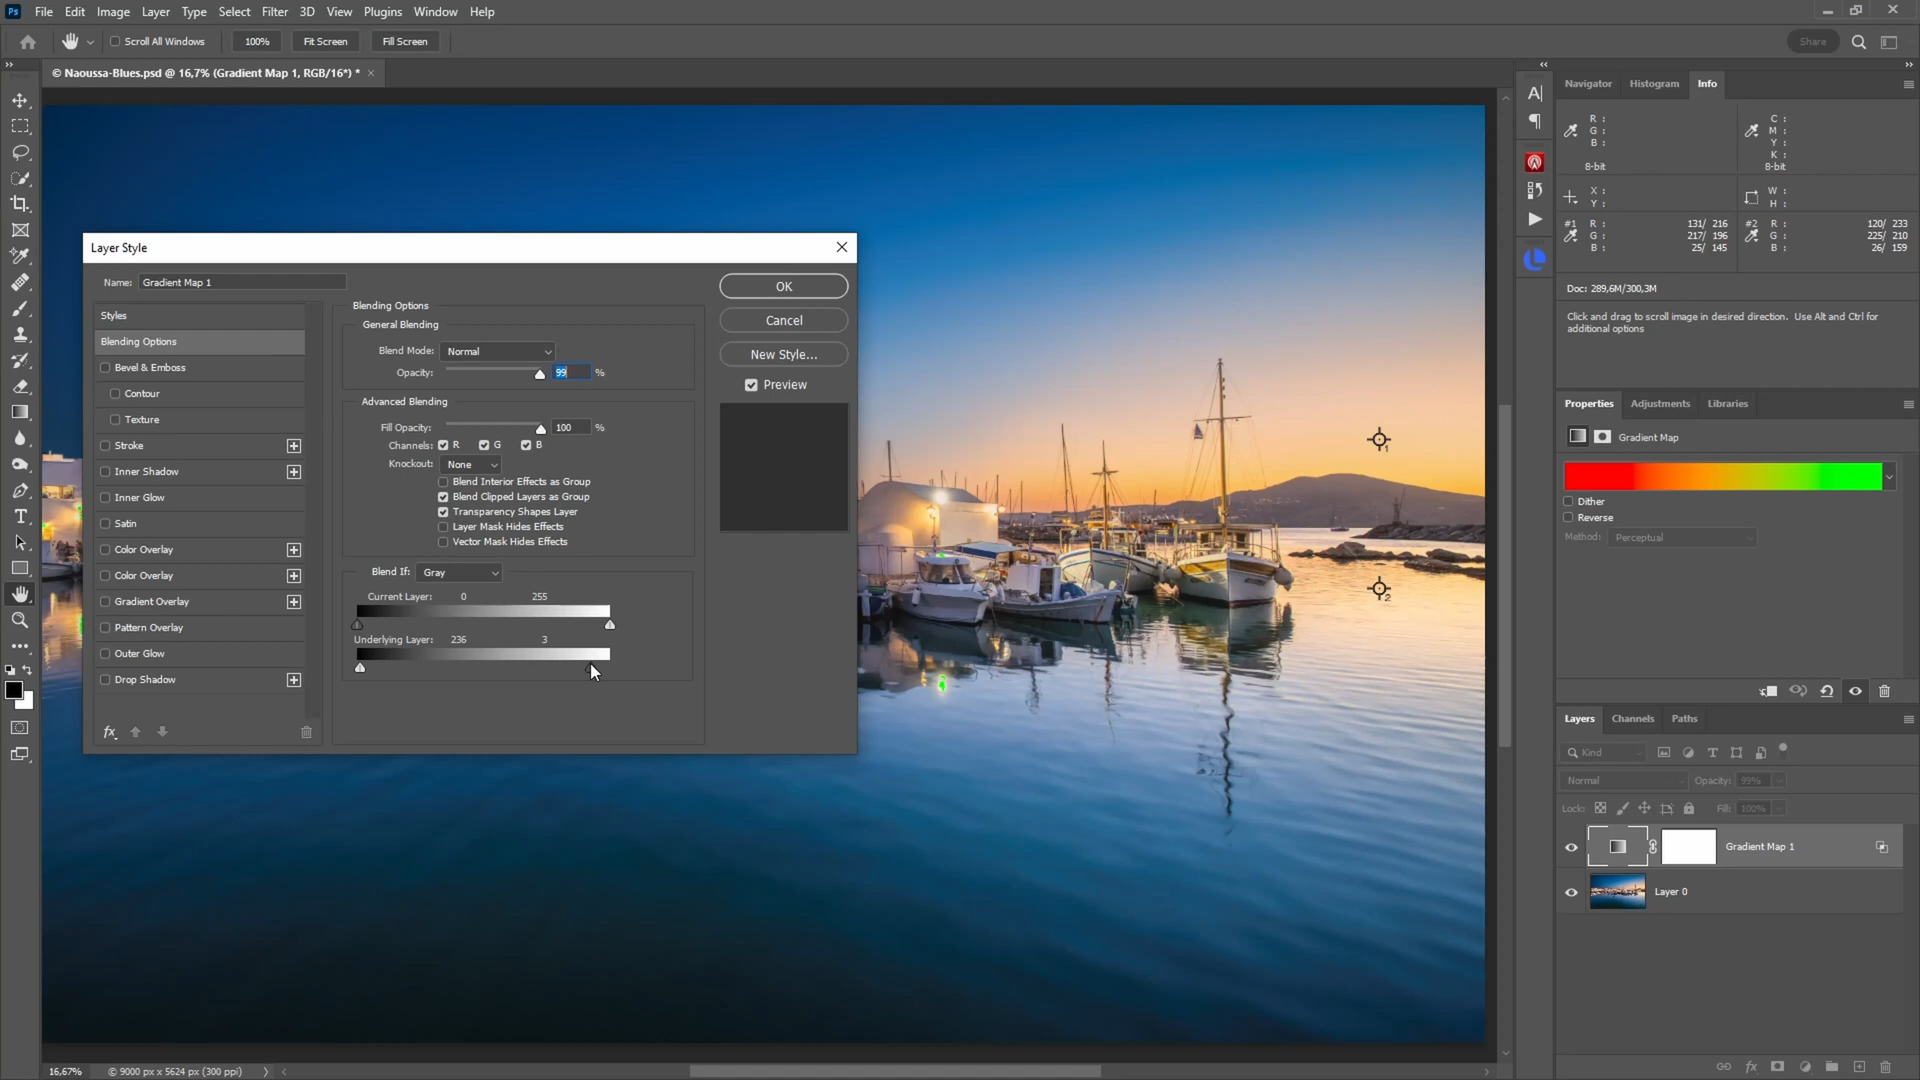 Ps File Edit Image Layer Type Select Filter 3D View Plugins Window Help
Scroll All Windows 100% Fit Screen Fill Screen Share
© Naoussa-Blues.psd @ 16,7% (Gradient Map 1, RGB/16*) * ×
Layer Style
Name: Gradient Map 1
Styles
Blending Options
Bevel & Emboss
Contour
Texture
Stroke
Inner Shadow
Inner Glow
Satin
Color Overlay
Color Overlay
Gradient Overlay
Pattern Overlay
Outer Glow
Drop Shadow
fx
Blending Options
General Blending
Blend Mode: Normal
Opacity: 99 %
Advanced Blending
Fill Opacity: 100 %
Channels: R G B
Knockout: None
Blend Interior Effects as Group
Blend Clipped Layers as Group
Transparency Shapes Layer
Layer Mask Hides Effects
Vector Mask Hides Effects
Blend If: Gray
Current Layer: 0 255
Underlying Layer: 236 3
OK
Cancel
New Style...
Preview
1
2
Navigator Histogram Info
R : C :
G : M :
B : Y :
K :
8-bit 8-bit
X : W :
Y : H :
#1 R : 131/ 216 #2 R : 120/ 233
G : 217/ 196 G : 225/ 210
B : 25/ 145 B : 26/ 159
Doc: 289,6M/300,3M
Click and drag to scroll image in desired direction. Use Alt and Ctrl for
additional options
Properties Adjustments Libraries
Gradient Map
Dither
Reverse
Method: Perceptual
Layers Channels Paths
Kind
Normal Opacity: 99%
Lock: Fill: 100%
Gradient Map 1
Layer 0
fx
16,67% © 9000 px x 5624 px (300 ppi)